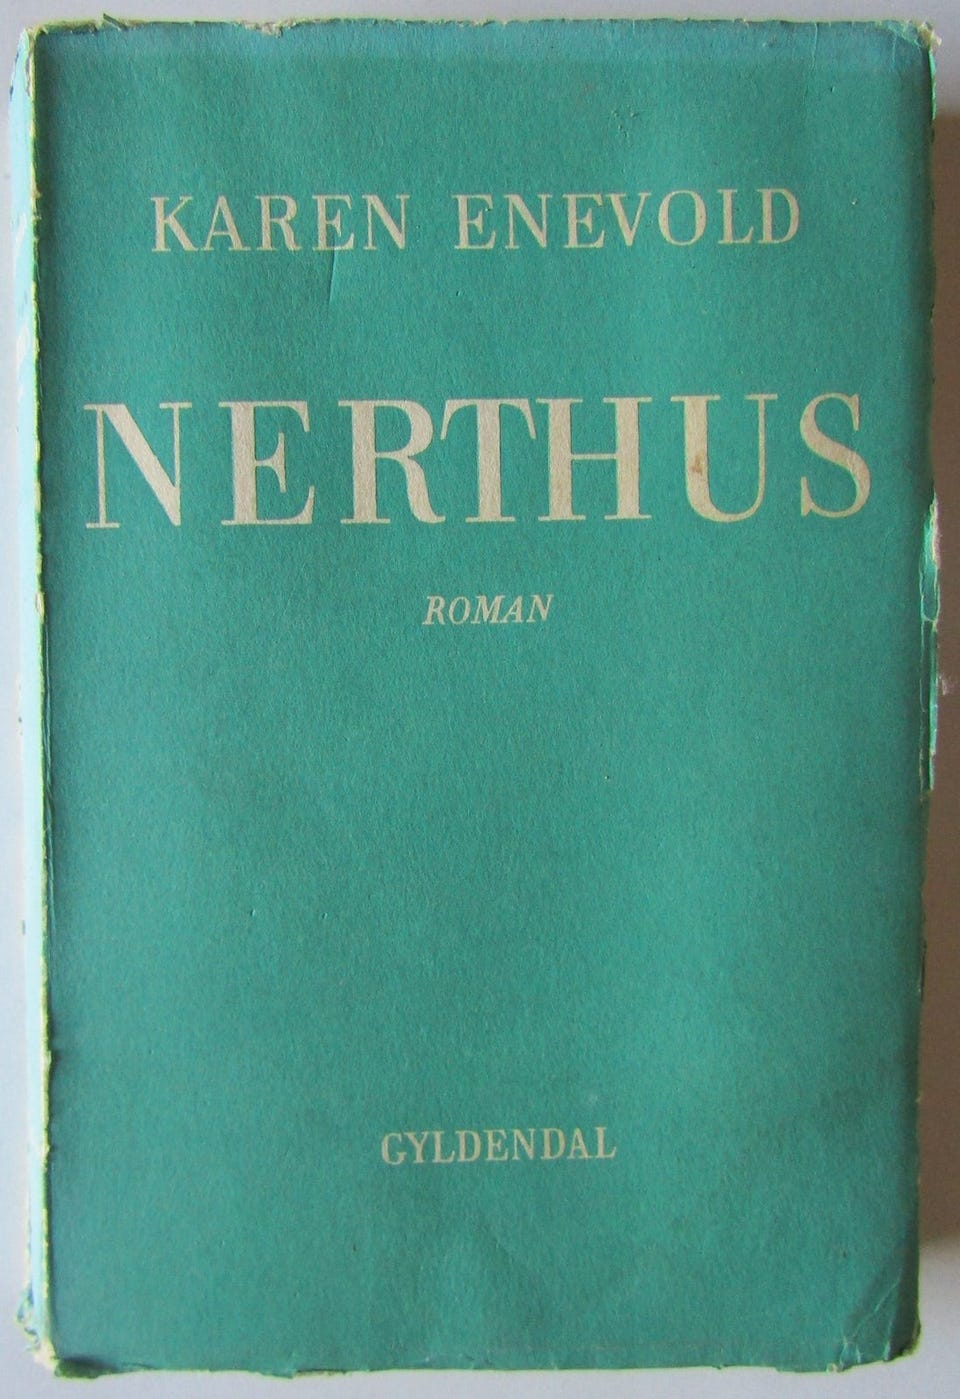 KAREN ENEVOLD
NERTHUS
ROMAN
GYLDENDAL